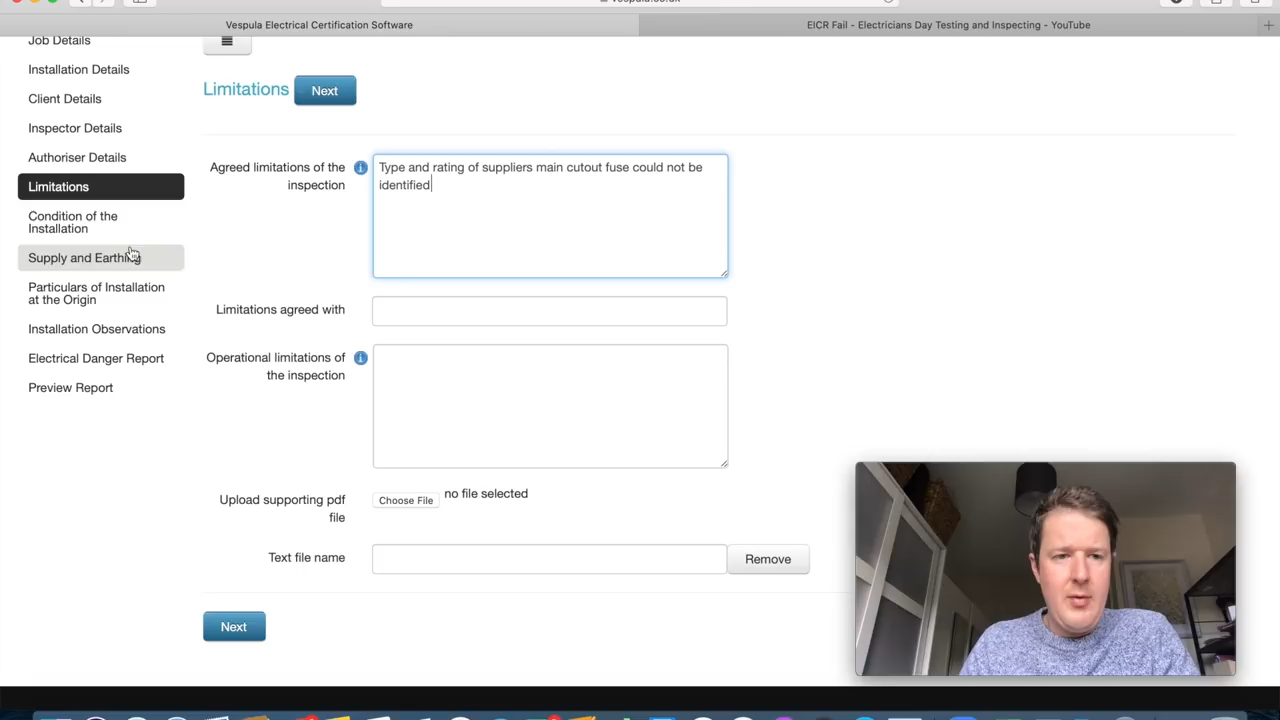 Vespula Electrical Certification Software
EICR Fail - Electricians Day Testing and Inspecting - YouTube
Job Details
Installation Details
Client Details
Inspector Details
Authoriser Details
Limitations
Condition of the
Installation
Supply and Earthing
Particulars of Installation
at the Origin
Installation Observations
Electrical Danger Report
Preview Report
Limitations
Next
Agreed limitations of the
inspection
Type and rating of suppliers main cutout fuse could not be
identified
Limitations agreed with
Operational limitations of
the inspection
Upload supporting pdf
file
Choose File
no file selected
Text file name
Remove
Next